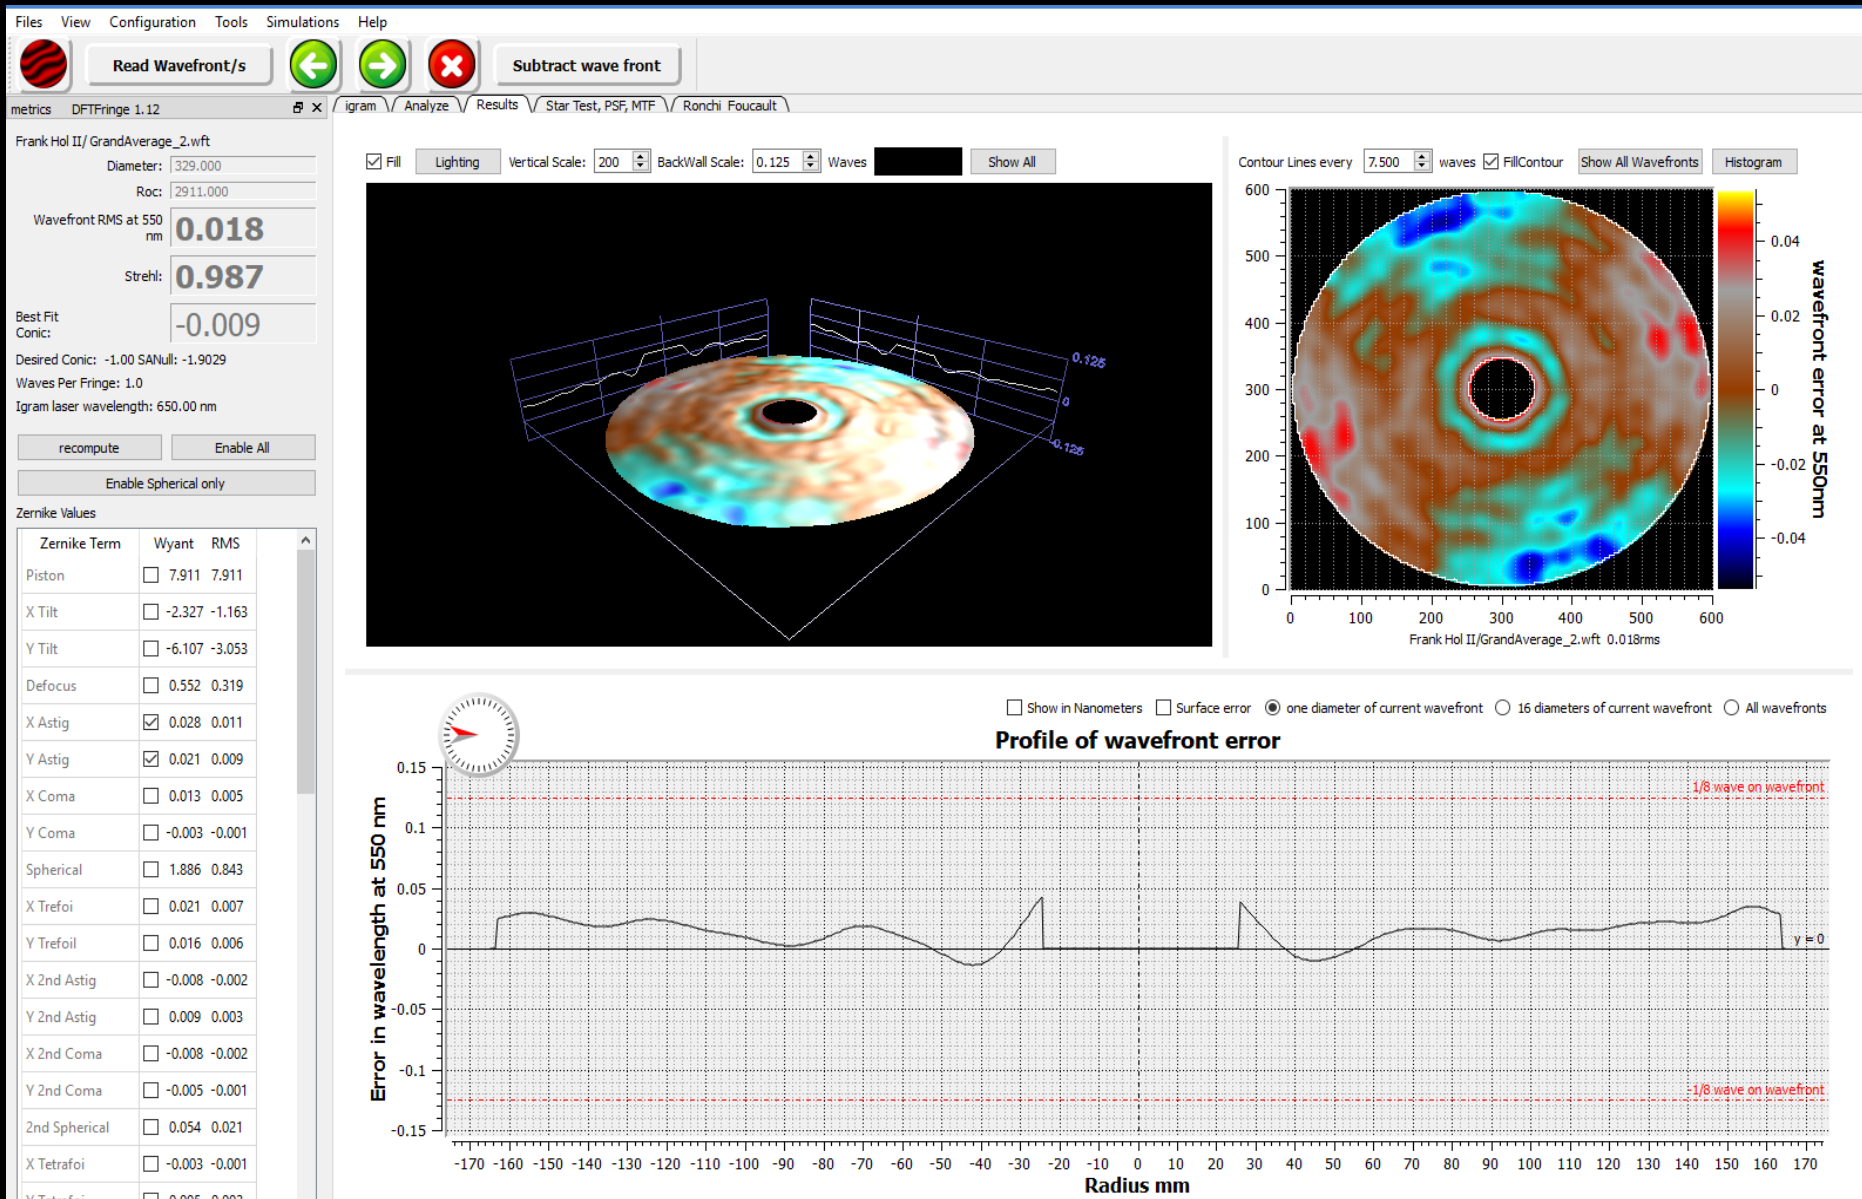 Files View Configuration Tools Simulations Help
Read Wavefront/s Subtract wave front
metrics DFTFringe 1.12
igram Analyze Results Star Test, PSF, MTF Ronchi Foucault
Frank Hol II/ GrandAverage_2.wft
Diameter: 329.000
Roc: 2911.000
Wavefront RMS at 550 nm 0.018
Strehl: 0.987
Best Fit Conic: -0.009
Desired Conic: -1.00 SANull: -1.9029
Waves Per Fringe: 1.0
Igram laser wavelength: 650.00 nm
recompute Enable All
Enable Spherical only
Zernike Values
Zernike Term Wyant RMS
Piston 7.911 7.911
X Tilt -2.327 -1.163
Y Tilt -6.107 -3.053
Defocus 0.552 0.319
X Astig 0.028 0.011
Y Astig 0.021 0.009
X Coma 0.013 0.005
Y Coma -0.003 -0.001
Spherical 1.886 0.843
X Trefoi 0.021 0.007
Y Trefoil 0.016 0.006
X 2nd Astig -0.008 -0.002
Y 2nd Astig 0.009 0.003
X 2nd Coma -0.008 -0.002
Y 2nd Coma -0.005 -0.001
2nd Spherical 0.054 0.021
X Tetrafoi -0.003 -0.001
Fill Lighting Vertical Scale: 200 BackWall Scale: 0.125 Waves Show All
0.125
0
-0.125
Contour Lines every 7.500 waves FillContour Show All Wavefronts Histogram
600
500
400
300
200
100
0
0 100 200 300 400 500 600
Frank Hol II/GrandAverage_2.wft 0.018rms
0.04
0.02
0
-0.02
-0.04
wavefront error at 550nm
Show in Nanometers Surface error one diameter of current wavefront 16 diameters of current wavefront All wavefronts
Profile of wavefront error
Error in wavelength at 550 nm
0.15
0.1
0.05
0
-0.05
-0.1
-0.15
1/8 wave on wavefront
y = 0
-1/8 wave on wavefront
-170 -160 -150 -140 -130 -120 -110 -100 -90 -80 -70 -60 -50 -40 -30 -20 -10 0 10 20 30 40 50 60 70 80 90 100 110 120 130 140 150 160 170
Radius mm